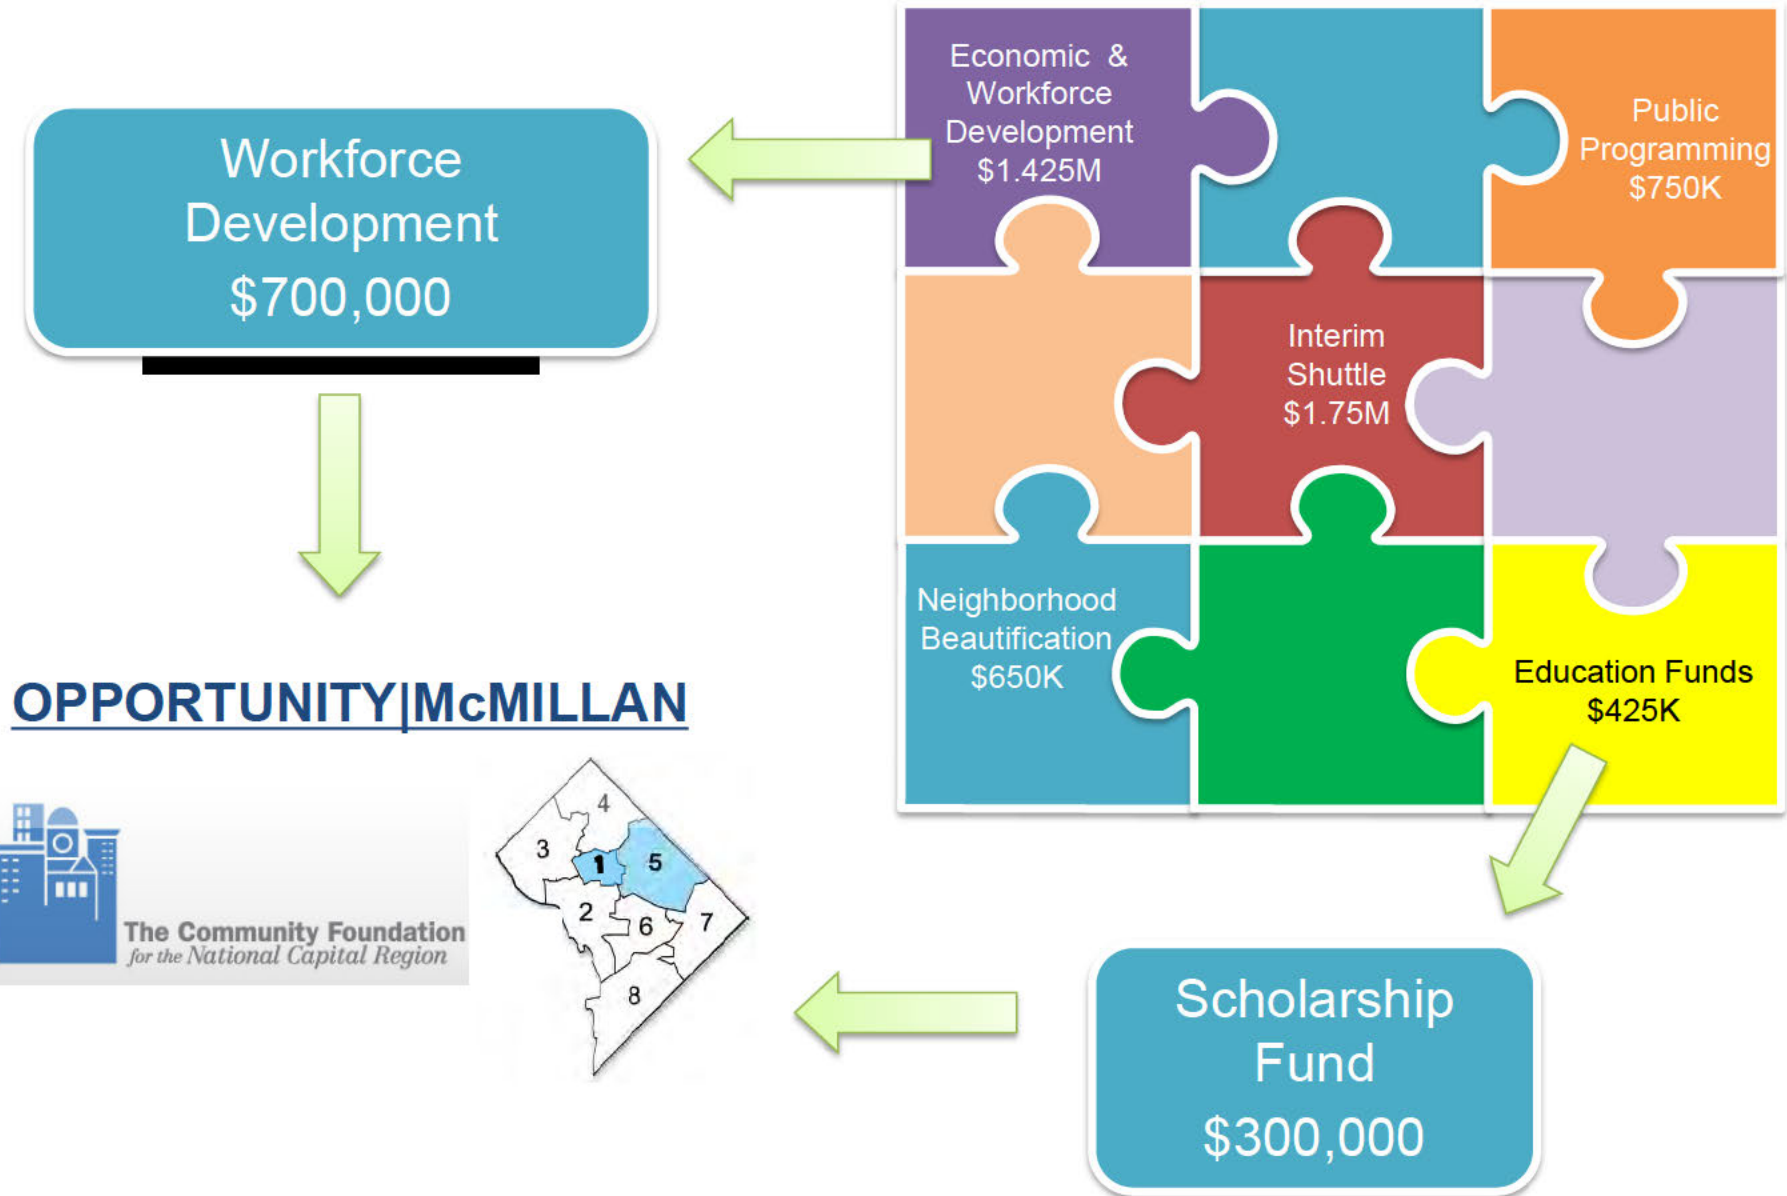 Workforce
Development
$700,000
Economic &
Workforce
Development
$1.425M
Public
Programming
$750K
Interim
Shuttle
$1.75M
Neighborhood
Beautification
$650K
Education Funds
$425K
OPPORTUNITY|McMILLAN
The Community Foundation
for the National Capital Region
4
3
1
5
2
6
7
8
Scholarship
Fund
$300,000